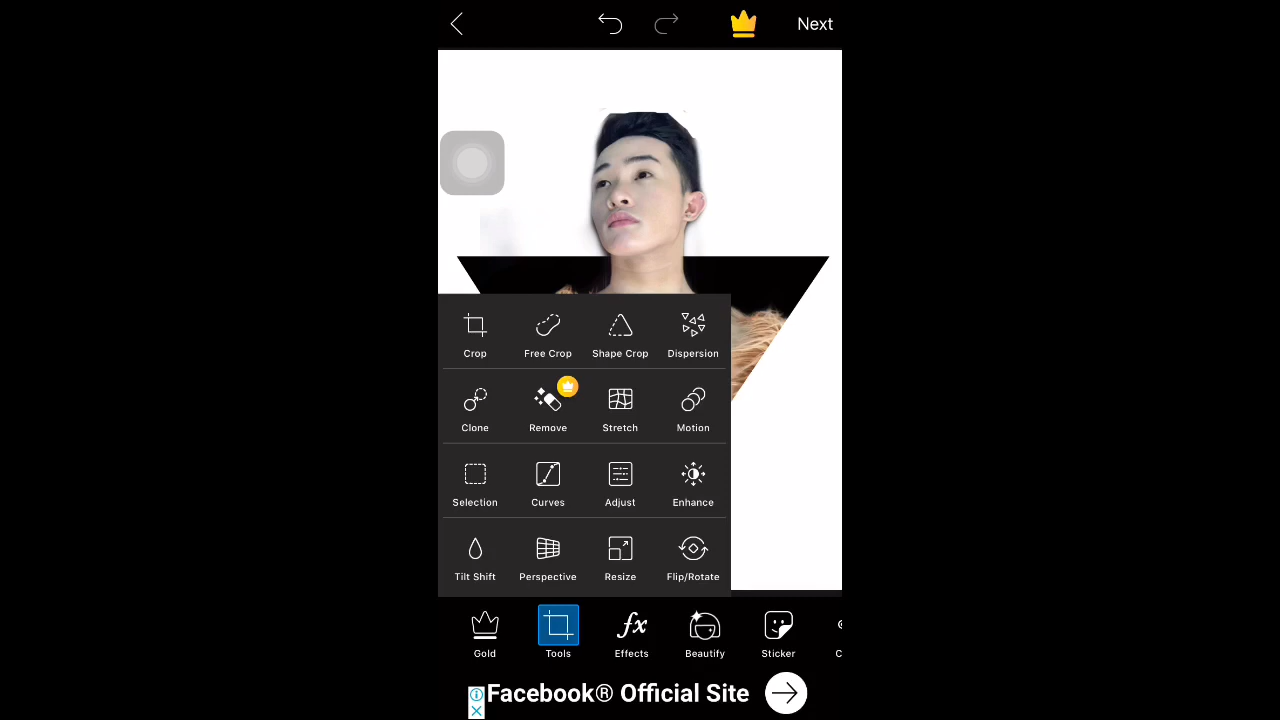 Next
Crop Free Crop Shape Crop Dispersion
Clone Remove Stretch Motion
Selection Curves Adjust Enhance
Tilt Shift Perspective Resize Flip/Rotate
Gold Tools Effects Beautify Sticker C
Facebook® Official Site